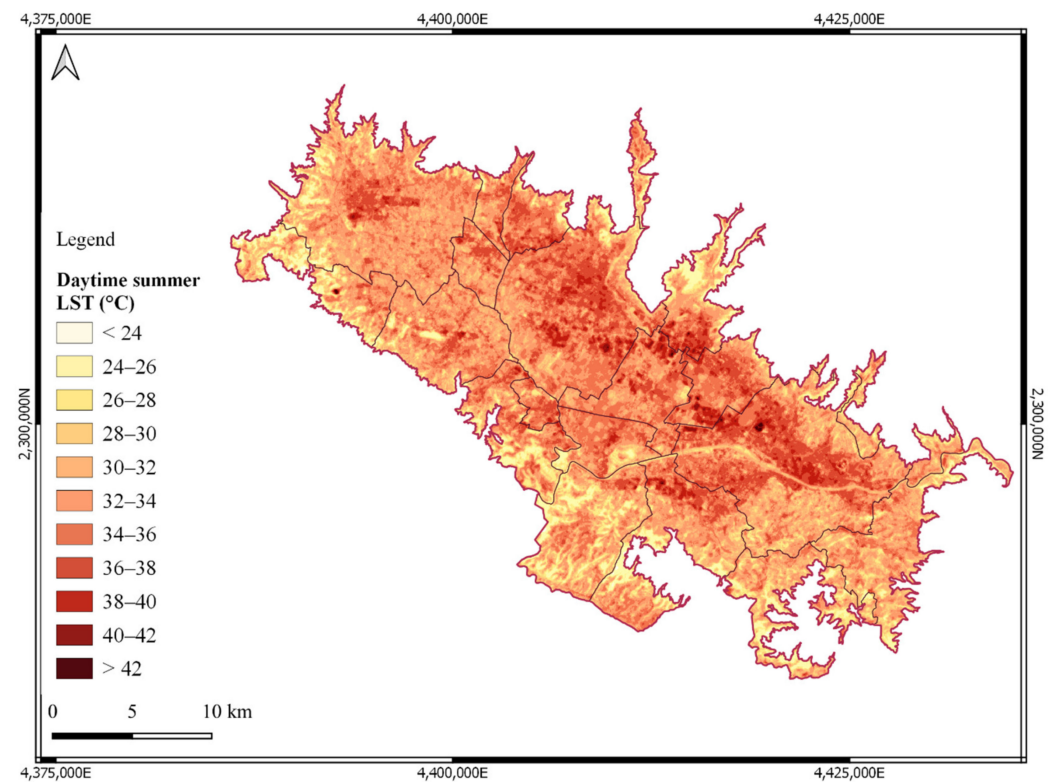 4,375,000E 4,400,000E 4,425,000E
Legend
Daytime summer
LST (°C)
< 24
24–26
26–28
28–30
30–32
32–34
34–36
36–38
38–40
40–42
> 42
2,300,000N
2,300,000N
0 5 10 km
4,375,000E 4,400,000E 4,425,000E